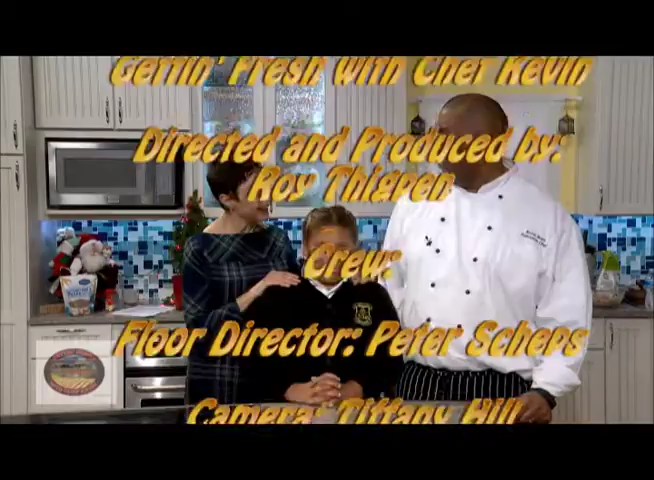 Gettin' Fresh with Chef Kevin
Directed and Produced by:
Roy Thigpen
Crew:
Floor Director: Peter Scheps
Camera: Tiffany Hill